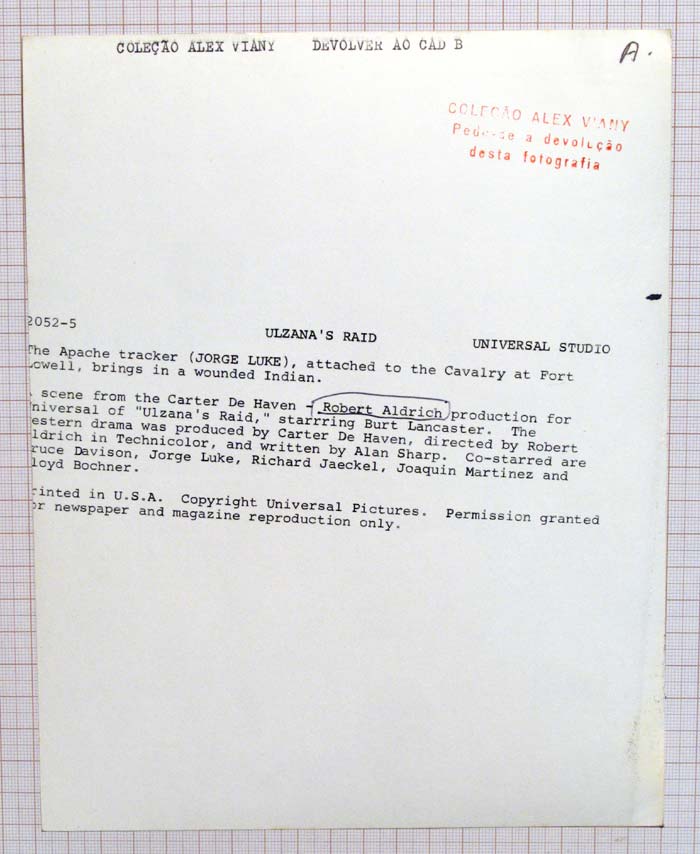 COLEÇÃO ALEX VIANY DEVOLVER AO CAD B
A.
COLEÇÃO ALEX VIANY
Pede-se a devolução
desta fotografia
2052-5
ULZANA'S RAID UNIVERSAL STUDIO
The Apache tracker (JORGE LUKE), attached to the Cavalry at Fort
owell, brings in a wounded Indian.
scene from the Carter De Haven - Robert Aldrich production for
niversal of "Ulzana's Raid," starrring Burt Lancaster. The
estern drama was produced by Carter De Haven, directed by Robert
ldrich in Technicolor, and written by Alan Sharp. Co-starred are
ruce Davison, Jorge Luke, Richard Jaeckel, Joaquin Martinez and
loyd Bochner.
rinted in U.S.A. Copyright Universal Pictures. Permission granted
or newspaper and magazine reproduction only.